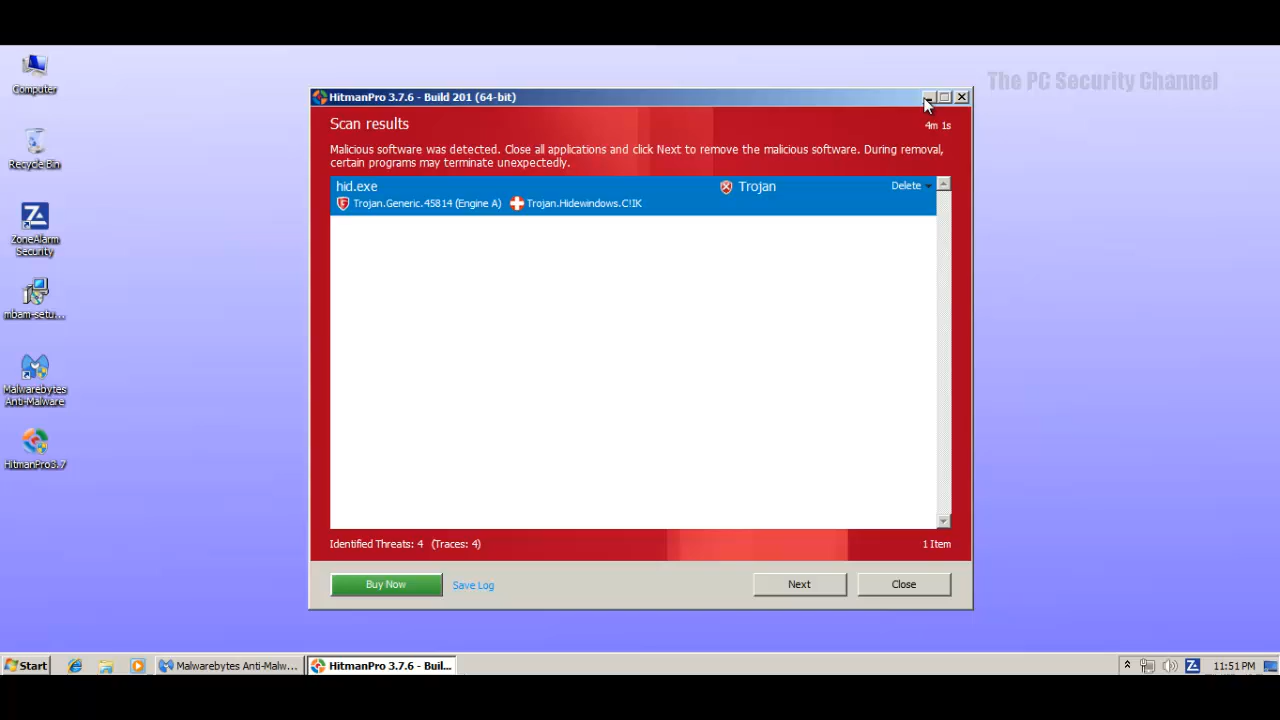 The PC Security Channel
Computer
Recycle Bin
ZoneAlarm
Security
mbam-setu...
Malwarebytes
Anti-Malware
HitmanPro3.7
HitmanPro 3.7.6 - Build 201 (64-bit)
Scan results
4m 1s
Malicious software was detected. Close all applications and click Next to remove the malicious software. During removal,
certain programs may terminate unexpectedly.
hid.exe
Trojan
Delete
Trojan.Generic.45814 (Engine A)
Trojan.Hidewindows.C!IK
Identified Threats: 4 (Traces: 4)
1 Item
Buy Now
Save Log
Next
Close
Start
Malwarebytes Anti-Malw...
HitmanPro 3.7.6 - Buil...
11:51 PM